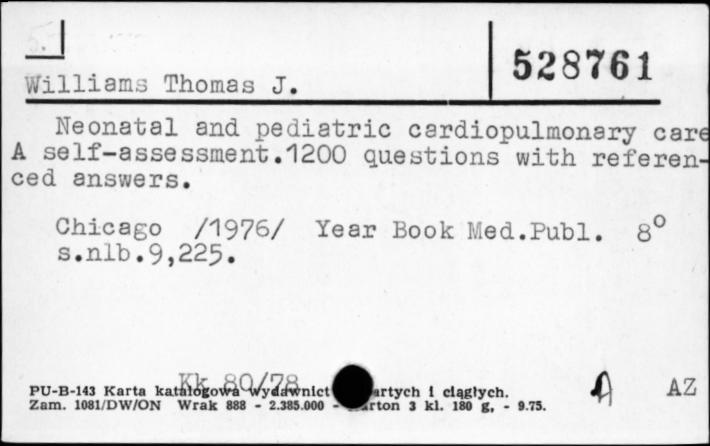 528761
Williams Thomas J.
Neonatal and pediatric cardiopulmonary care
A self-assessment.1200 questions with referen-
ced answers.
Chicago /1976/ Year Book Med.Publ. 8°
s.nlb.9,225.
Kk 80/78
PU-B-143 Karta katalogowa wydawnict artych i ciągłych.
Zam. 1081/DW/ON Wrak 888 - 2.385.000 - arton 3 kl. 180 g, - 9.75.
AZ